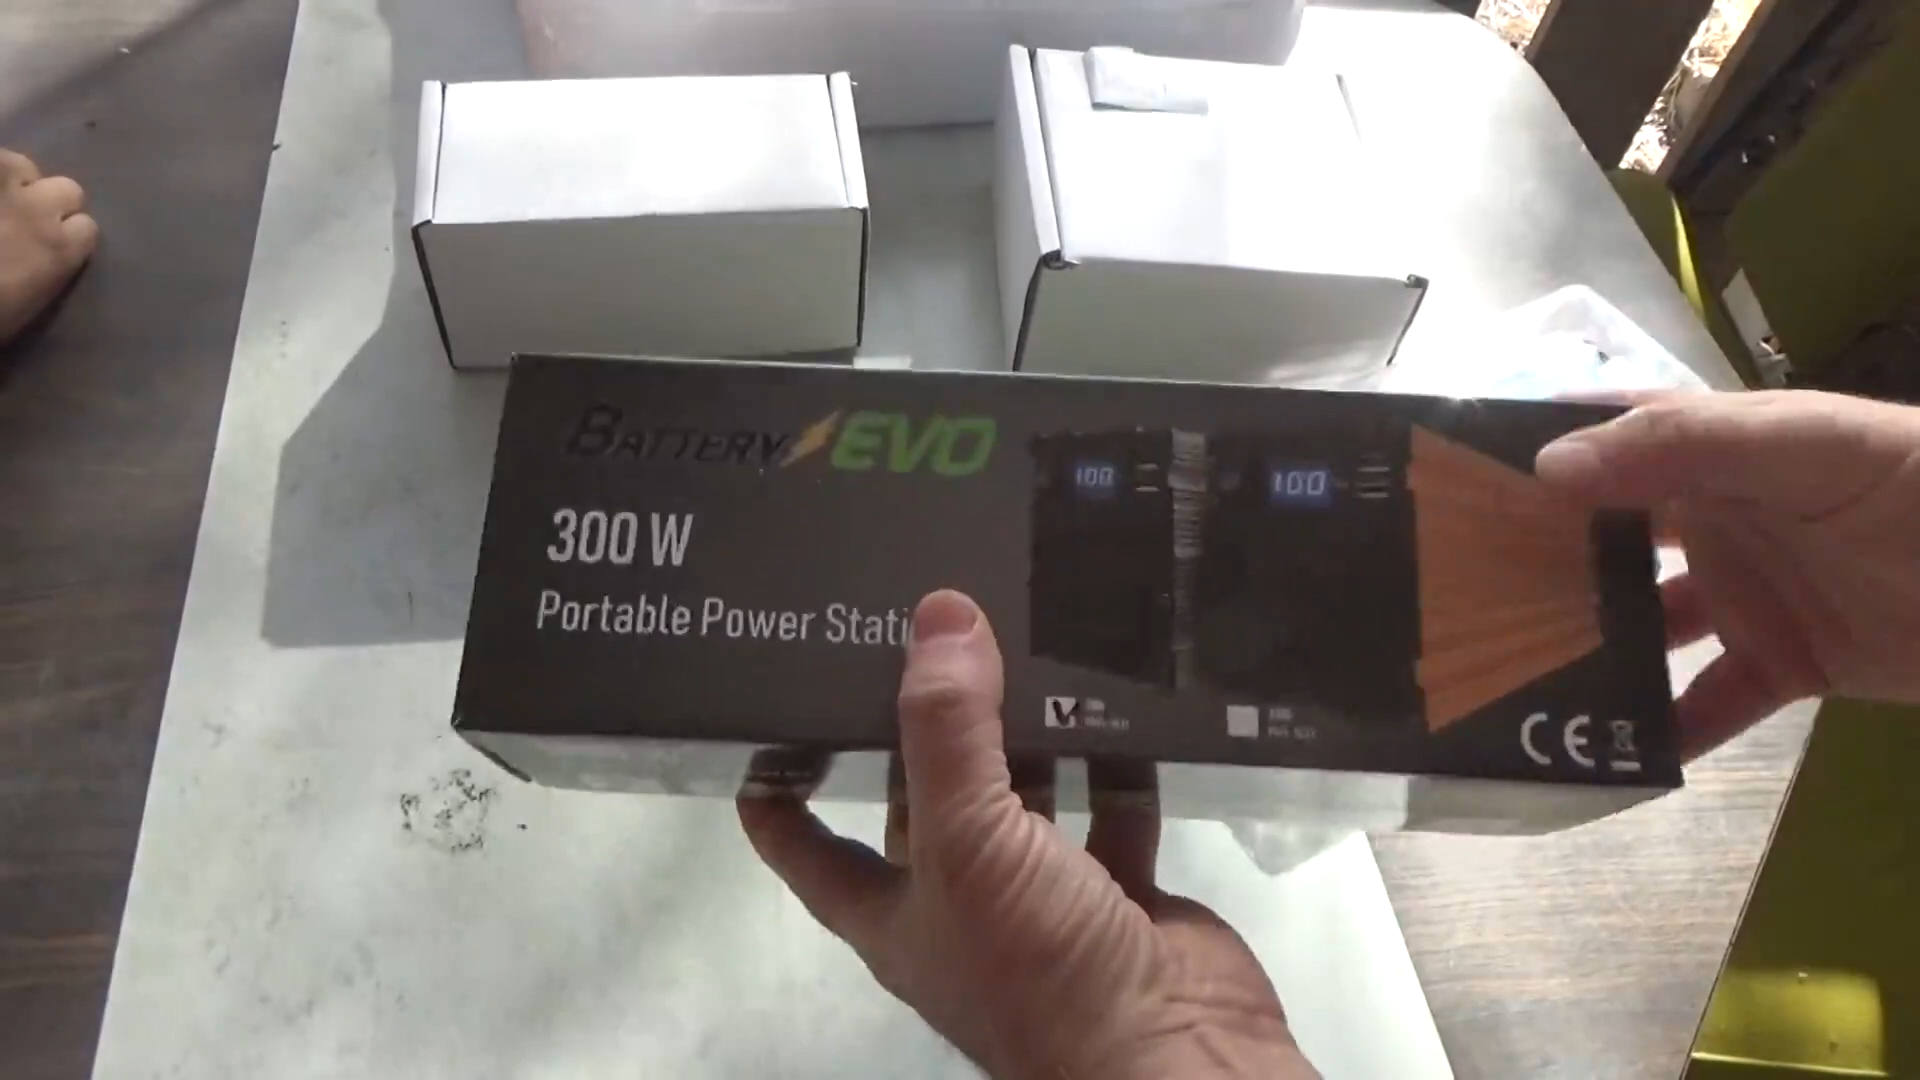 BATTERY EVO
300 W
Portable Power Stati
100
100
CE